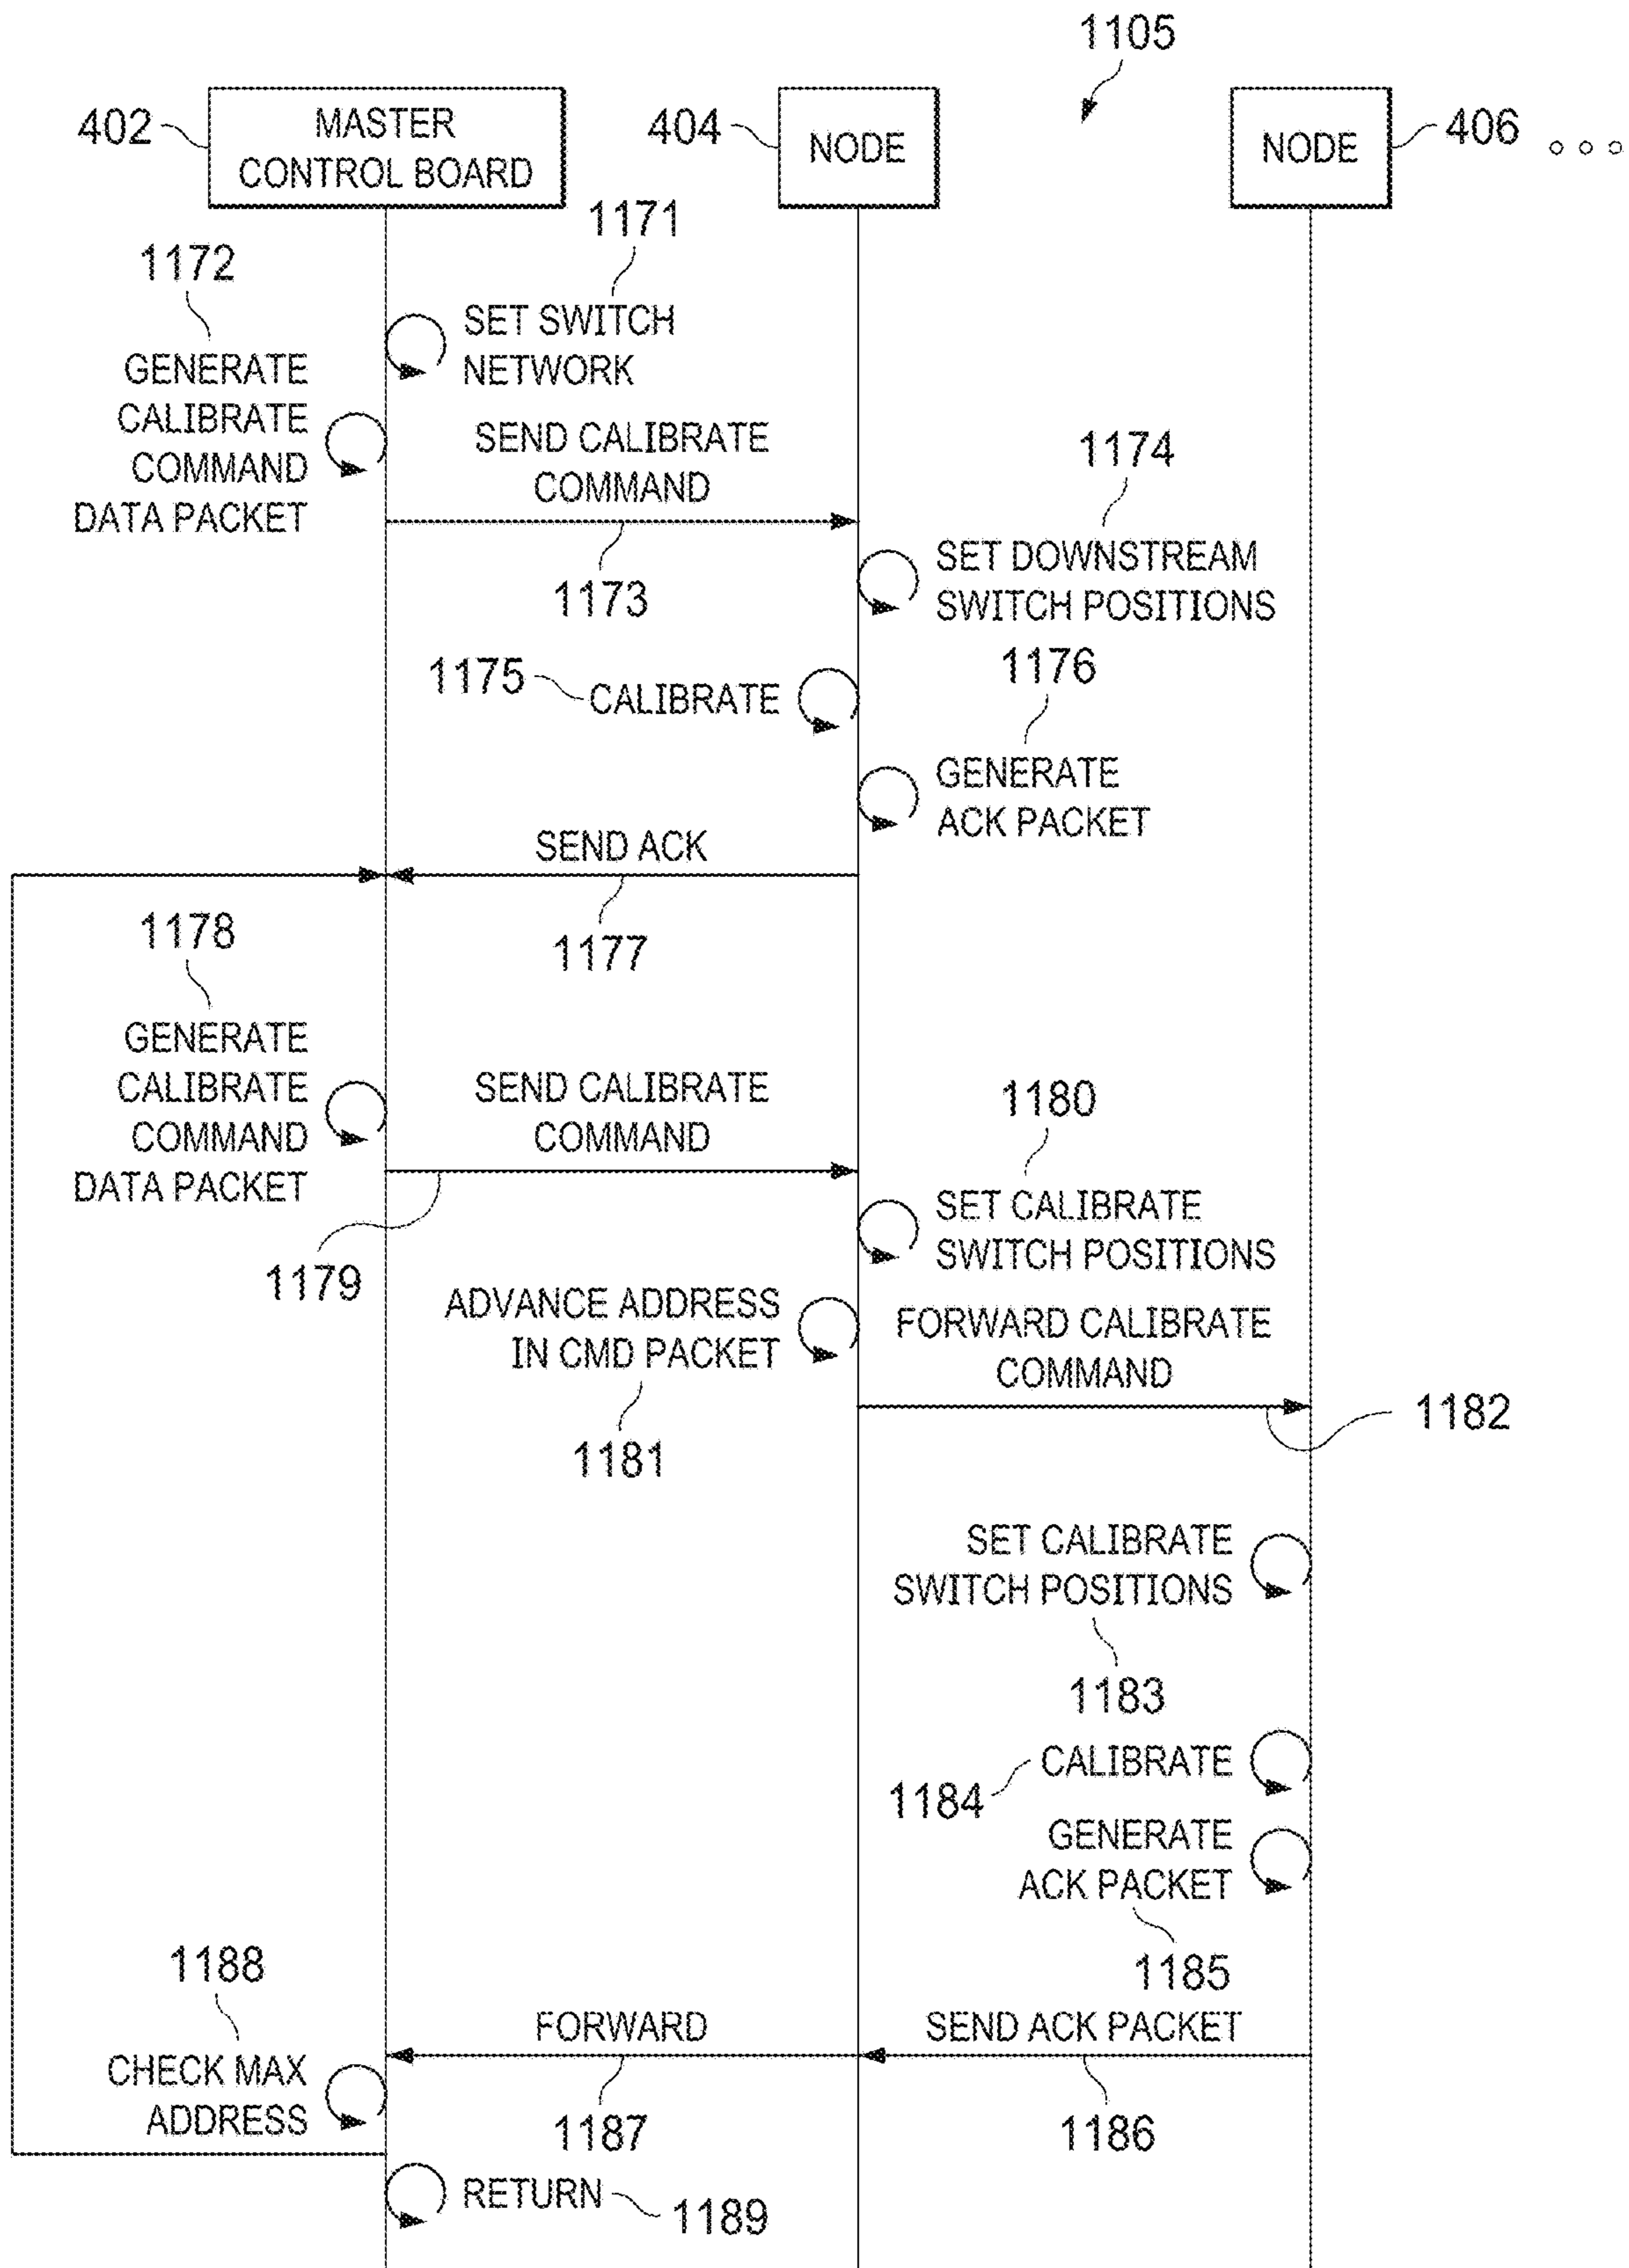 1105
402
MASTER
CONTROL BOARD
404
NODE
NODE
406
1171
1172
SET SWITCH
NETWORK
GENERATE
CALIBRATE
COMMAND
DATA PACKET
SEND CALIBRATE
COMMAND
1173
1174
SET DOWNSTREAM
SWITCH POSITIONS
1175
CALIBRATE
1176
GENERATE
ACK PACKET
SEND ACK
1177
1178
GENERATE
CALIBRATE
COMMAND
DATA PACKET
SEND CALIBRATE
COMMAND
1179
1180
SET CALIBRATE
SWITCH POSITIONS
ADVANCE ADDRESS
IN CMD PACKET
1181
FORWARD CALIBRATE
COMMAND
1182
SET CALIBRATE
SWITCH POSITIONS
1183
CALIBRATE
1184
GENERATE
ACK PACKET
1185
SEND ACK PACKET
1186
FORWARD
1187
1188
CHECK MAX
ADDRESS
RETURN
1189